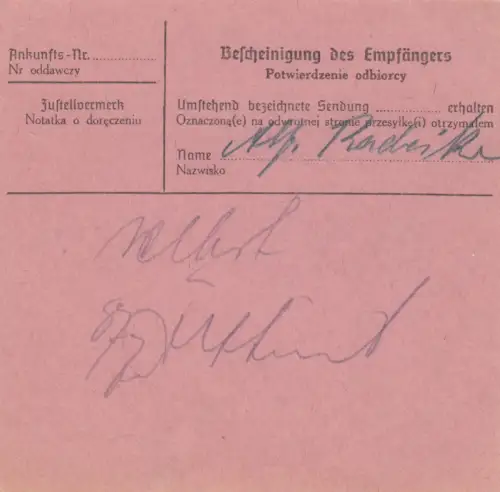 Ankunfts-Nr. ............
Nr oddawczy
Zustellvermerk
Notatka o doręczeniu
Bescheinigung des Empfängers
Potwierdzenie odbiorcy
Umstehend bezeichnete Sendung ............ erhalten
Oznaczoną(e) na odwrotnej stronie przesyłkę(i) otrzymałem
Name
Nazwisko
selbst